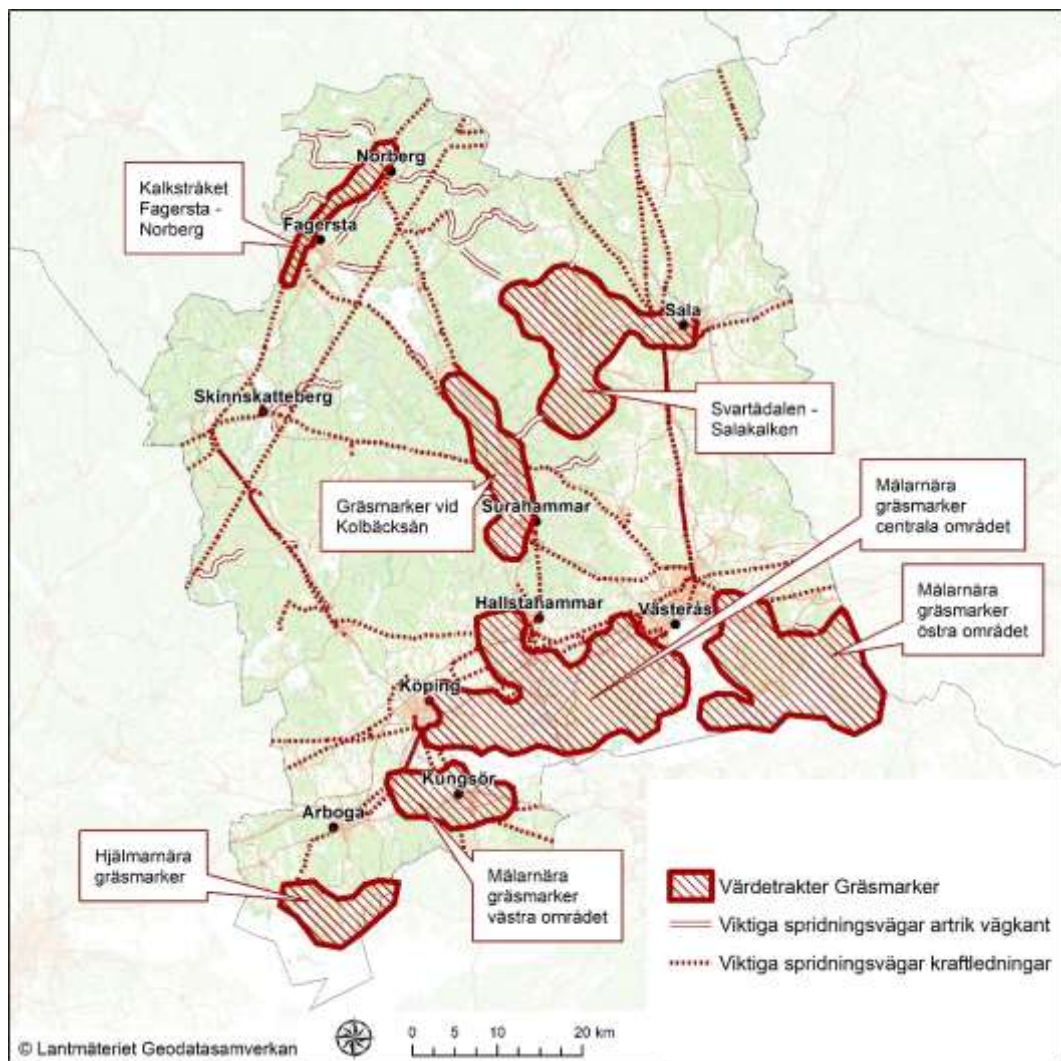 Norberg
Kalkstråket
Fagersta -
Norberg
Fagersta
Sala
Skinnskatteberg
Svartådalen -
Salakalken
Gräsmarker vid
Kolbäcksån
Surahammar
Mälarnära
gräsmarker
centrala området
Hallstahammar
Västerås
Mälarnära
gräsmarker
östra området
Köping
Kungsör
Arboga
Hjälmarnära
gräsmarker
Mälarnära
gräsmarker
västra området
Värdetrakter Gräsmarker
Viktiga spridningsvägar artrik vägkant
Viktiga spridningsvägar kraftledningar
0 5 10 20 km
© Lantmäteriet Geodatasamverkan